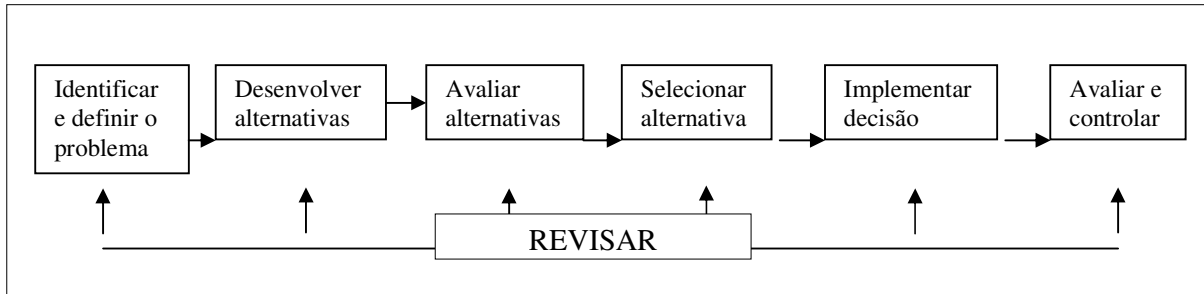 Identificar
e definir o
problema
Desenvolver
alternativas
Avaliar
alternativas
Selecionar
alternativa
Implementar
decisão
Avaliar e
controlar
REVISAR